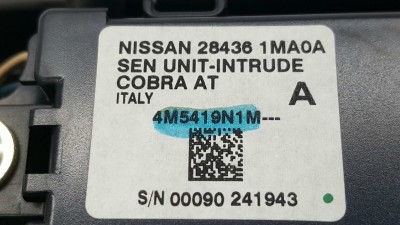 NISSAN 28436 1MA0A
SEN UNIT-INTRUDE
COBRA AT
ITALY A
4M5419N1M---
S/N 00090 241943